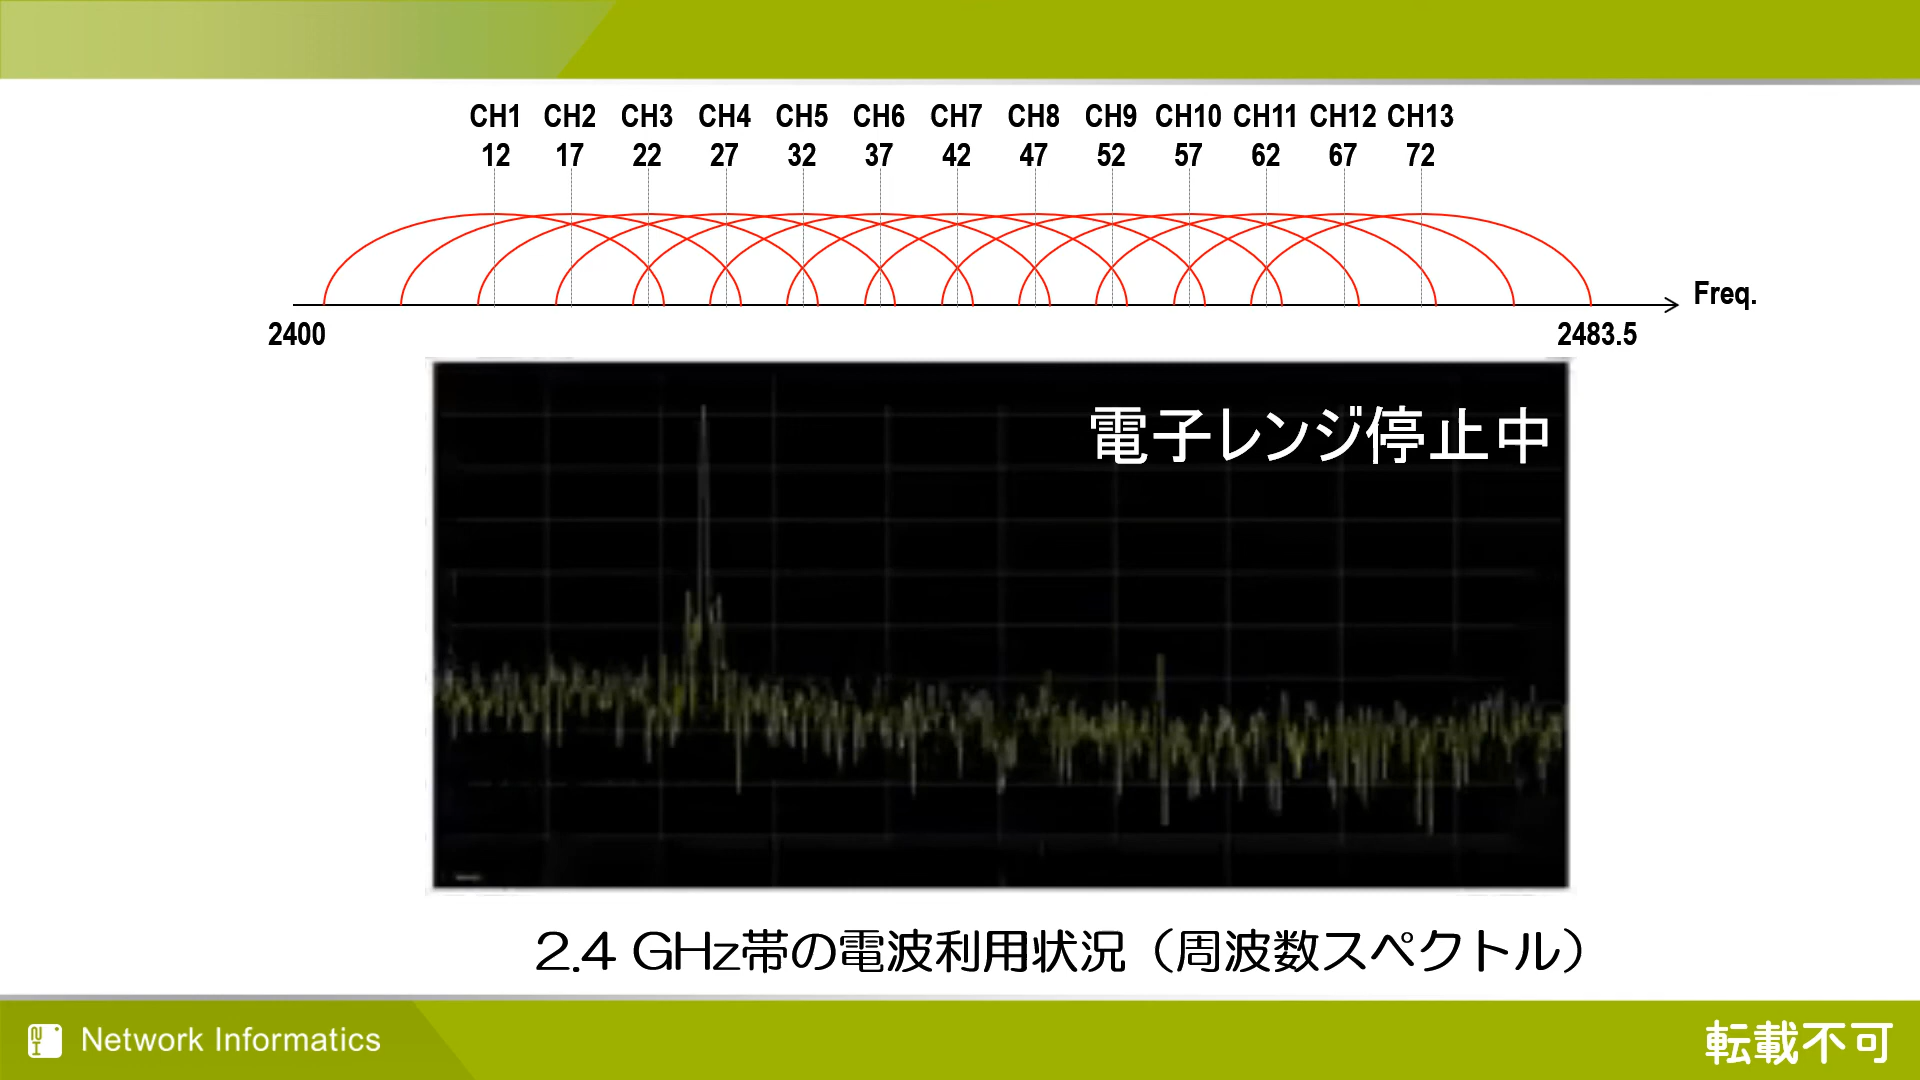 CH1 CH2 CH3 CH4 CH5 CH6 CH7 CH8 CH9 CH10 CH11 CH12 CH13
12 17 22 27 32 37 42 47 52 57 62 67 72
Freq.
2400 2483.5
電子レンジ停止中
2.4 GHz帯の電波利用状況（周波数スペクトル）
NI Network Informatics
転載不可